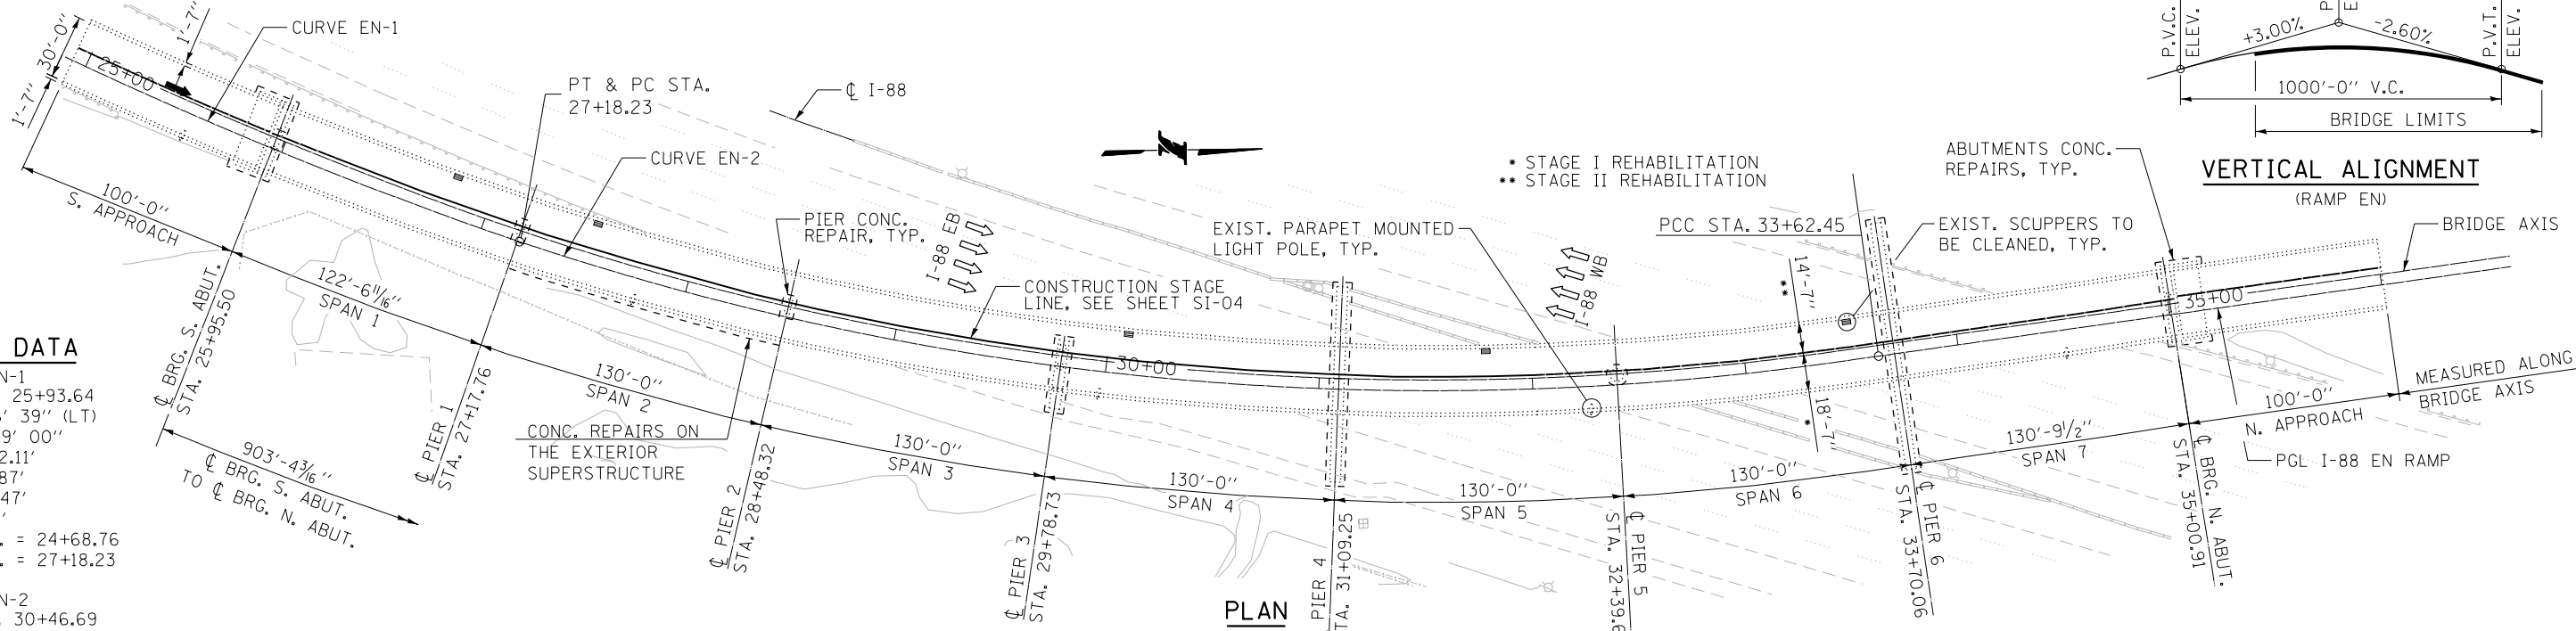 CURVE EN-1
1'-7"
30'-0"
1'-7"
25+00
PT & PC STA.
27+18.23
℄ I-88
CURVE EN-2
100'-0"
S. APPROACH
122'-6 11/16"
SPAN 1
130'-0"
SPAN 2
130'-0"
SPAN 3
130'-0"
SPAN 4
130'-0"
SPAN 5
130'-0"
SPAN 6
130'-9 1/2"
SPAN 7
100'-0"
N. APPROACH
PIER CONC.
REPAIR, TYP.
I-88 EB
CONSTRUCTION STAGE
LINE, SEE SHEET SI-04
N
EXIST. PARAPET MOUNTED
LIGHT POLE, TYP.
* STAGE I REHABILITATION
** STAGE II REHABILITATION
I-88 WB
PCC STA. 33+62.45
14'-7"
**
18'-7"
*
ABUTMENTS CONC.
REPAIRS, TYP.
EXIST. SCUPPERS TO
BE CLEANED, TYP.
30+00
35+00
BRIDGE AXIS
MEASURED ALONG
BRIDGE AXIS
PGL I-88 EN RAMP
CONC. REPAIRS ON
THE EXTERIOR
SUPERSTRUCTURE
903'-4 3/16"
℄ BRG. S. ABUT.
TO ℄ BRG. N. ABUT.
℄ BRG. S. ABUT.
STA. 25+95.50
℄ PIER 1
STA. 27+17.76
℄ PIER 2
STA. 28+48.32
℄ PIER 3
STA. 29+78.73
PIER 4
TA. 31+09.25
℄ PIER 5
STA. 32+39.6
℄ PIER 6
STA. 33+70.06
℄ BRG. N. ABUT.
STA. 35+00.91
PLAN
DATA
N-1
25+93.64
' 39" (LT)
9' 00"
2.11'
87'
47'
. = 24+68.76
. = 27+18.23
N-2
30+46.69
P.V.C.
ELEV.
+3.00%
P
E
-2.60%
P.V.T.
ELEV.
1000'-0" V.C.
BRIDGE LIMITS
VERTICAL ALIGNMENT
(RAMP EN)